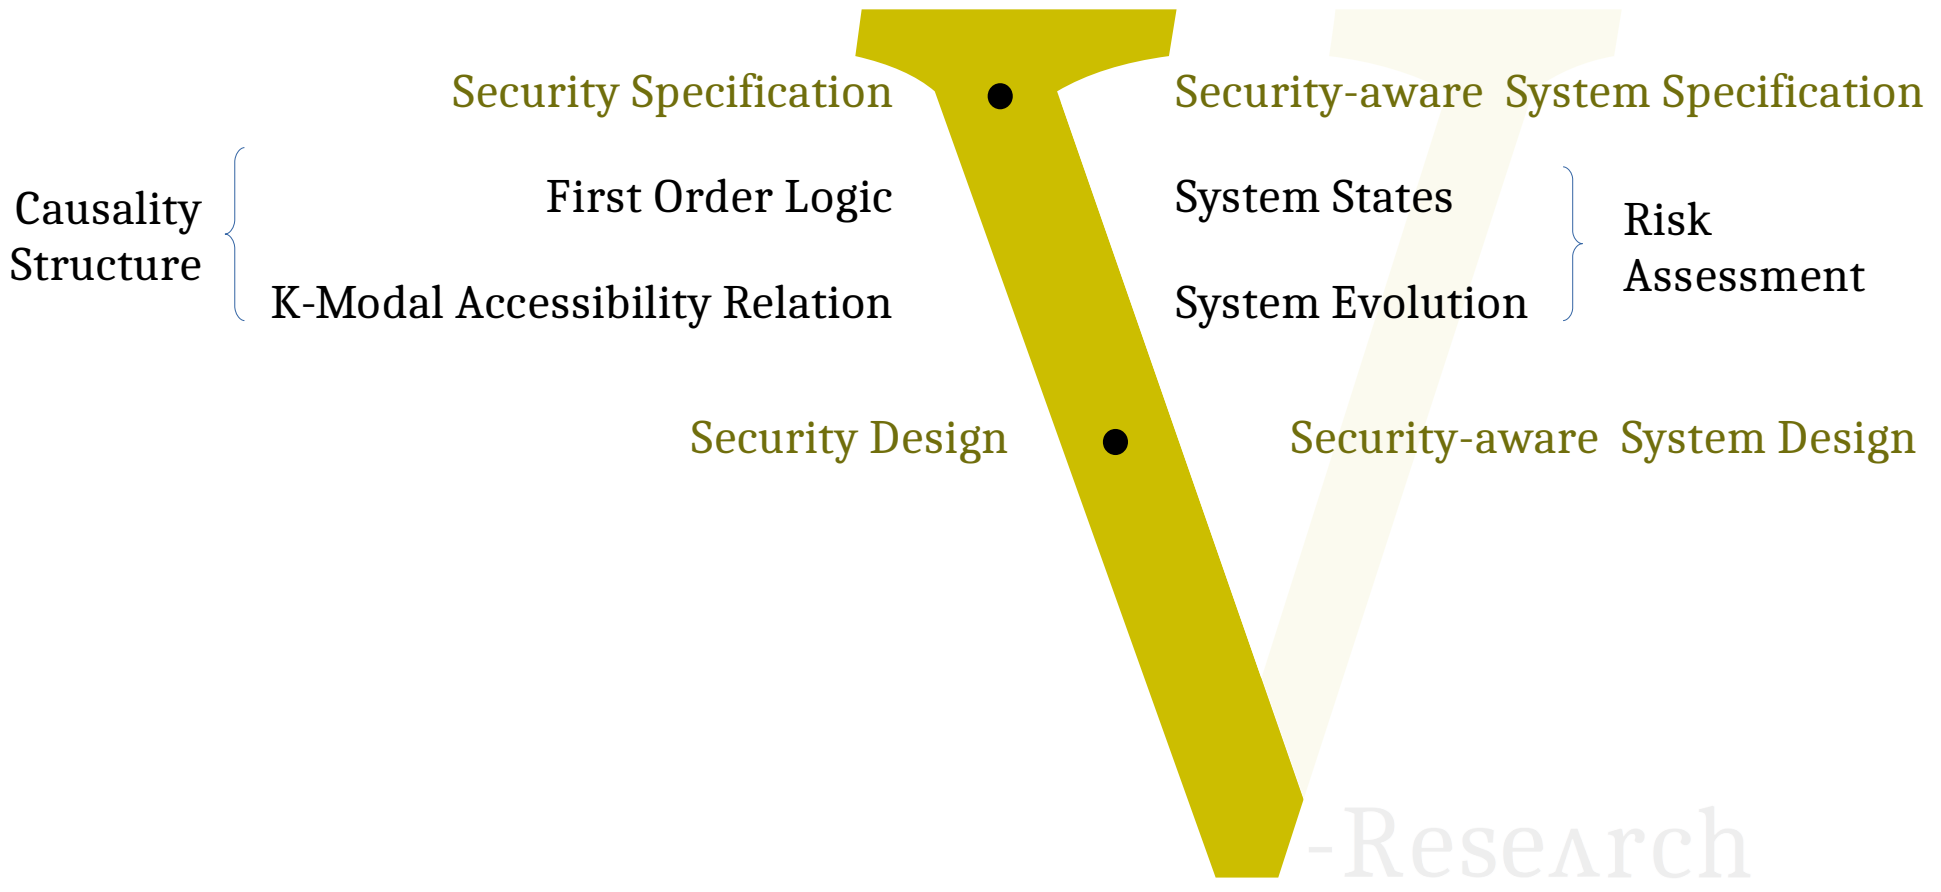 Security Specification
Security-aware System Specification
Causality
Structure
First Order Logic
K-Modal Accessibility Relation
System States
System Evolution
Risk
Assessment
Security Design
Security-aware System Design
V
-Reseʌrch